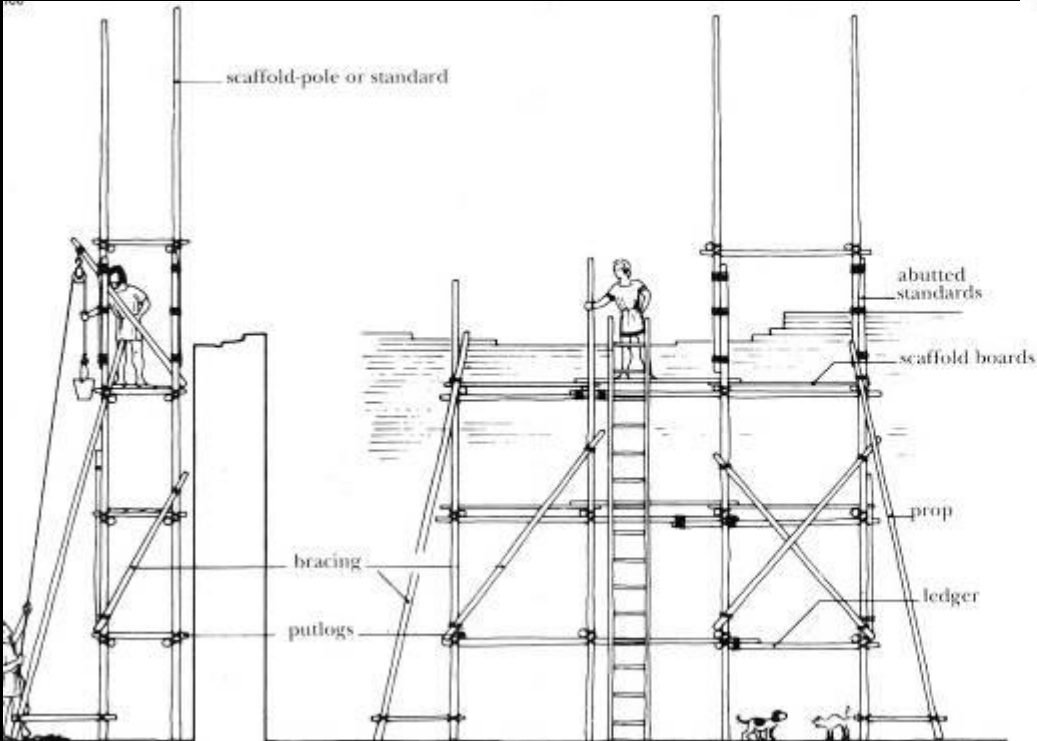 scaffold-pole or standard
abutted
standards
scaffold boards
prop
bracing
ledger
putlogs